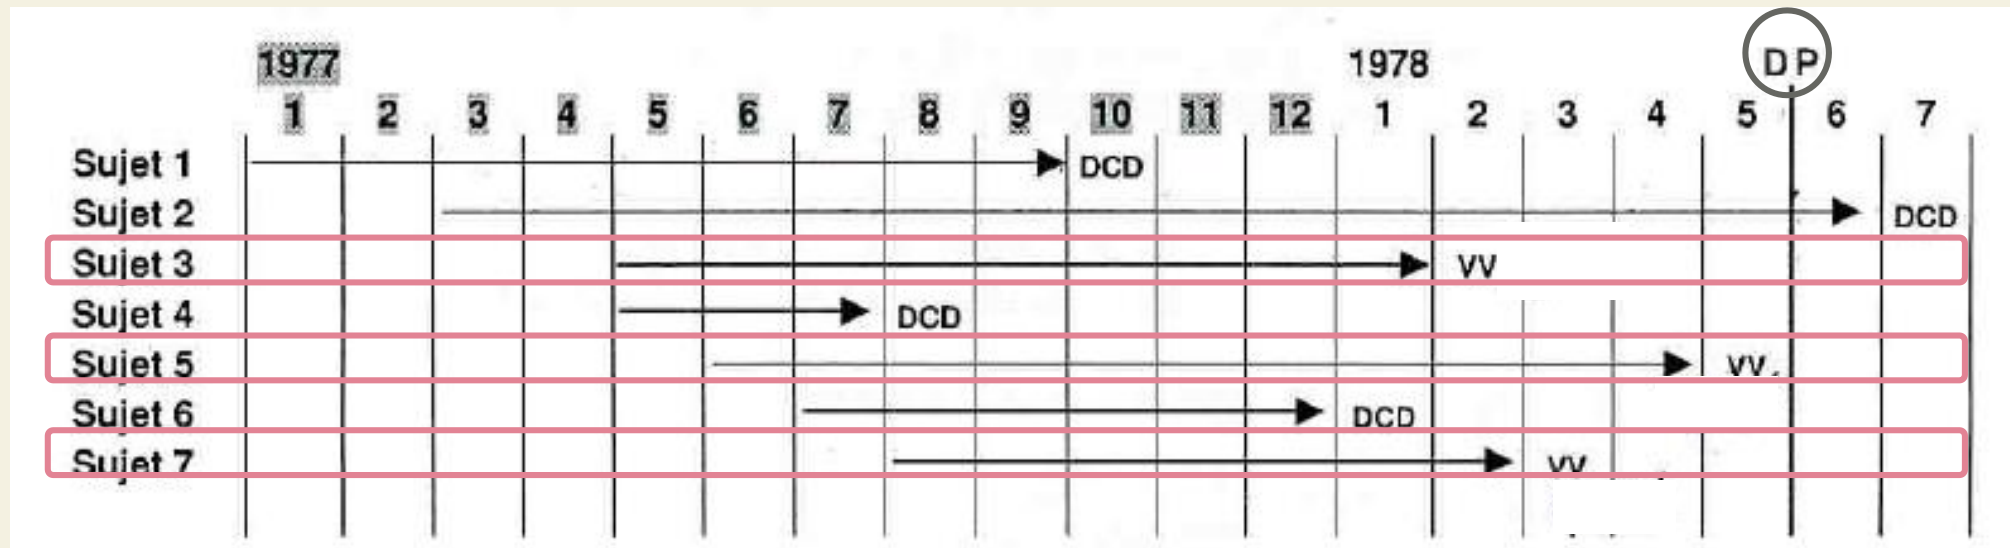 1977 1978 DP
1 2 3 4 5 6 7 8 9 10 11 12 1 2 3 4 5 6 7
Sujet 1 DCD
Sujet 2 DCD
Sujet 3 VV
Sujet 4 DCD
Sujet 5 VV
Sujet 6 DCD
Sujet 7 VV